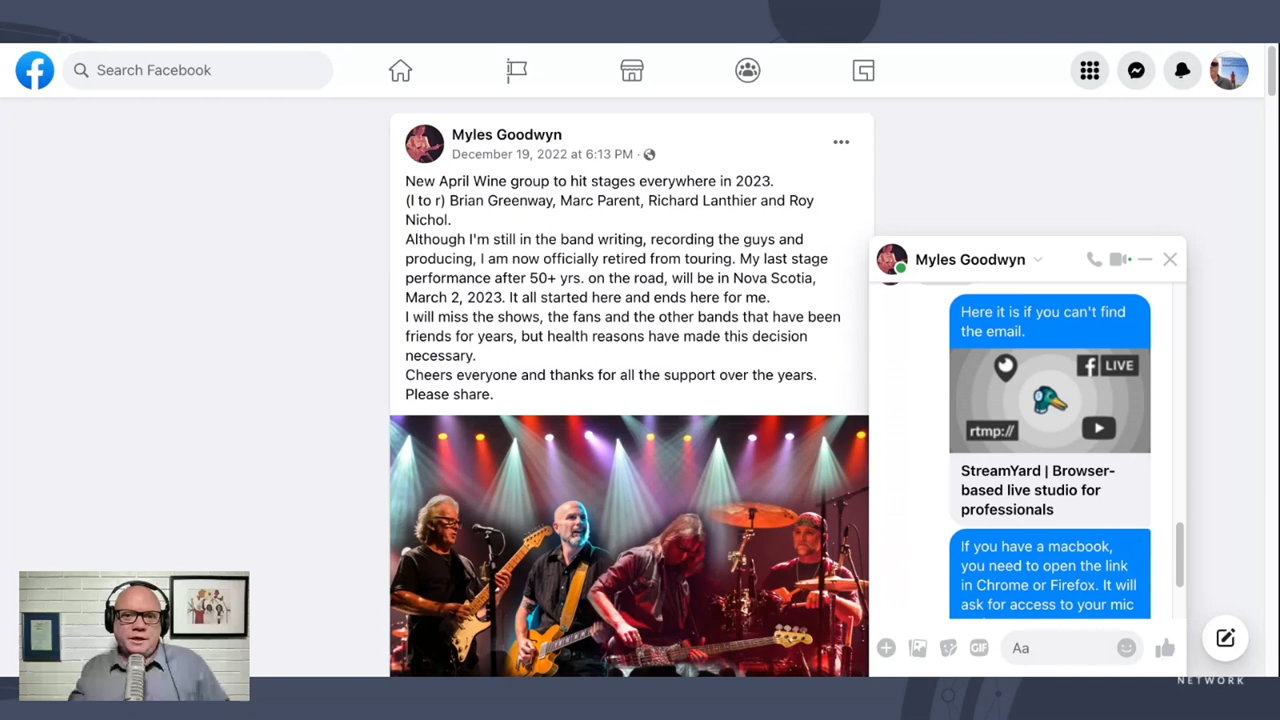 Search Facebook
Myles Goodwyn
December 19, 2022 at 6:13 PM ·
New April Wine group to hit stages everywhere in 2023.
(l to r) Brian Greenway, Marc Parent, Richard Lanthier and Roy
Nichol.
Although I'm still in the band writing, recording the guys and
producing, I am now officially retired from touring. My last stage
performance after 50+ yrs. on the road, will be in Nova Scotia,
March 2, 2023. It all started here and ends here for me.
I will miss the shows, the fans and the other bands that have been
friends for years, but health reasons have made this decision
necessary.
Cheers everyone and thanks for all the support over the years.
Please share.
Myles Goodwyn
Here it is if you can't find
the email.
LIVE
rtmp://
StreamYard | Browser-
based live studio for
professionals
If you have a macbook,
you need to open the link
in Chrome or Firefox. It will
ask for access to your mic
GIF
Aa
NETWORK